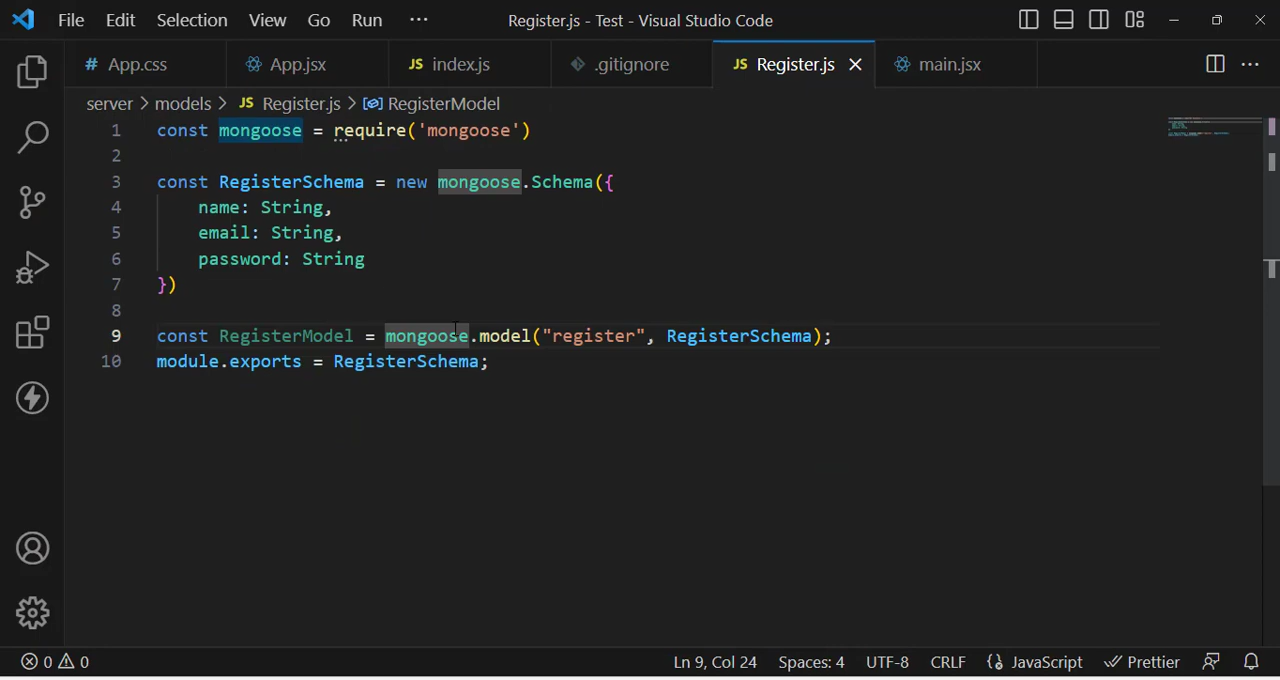 File Edit Selection View Go Run ··· Register.js - Test - Visual Studio Code
# App.css App.jsx JS index.js .gitignore JS Register.js main.jsx ···
server > models > JS Register.js > RegisterModel
1 const mongoose = require('mongoose')
2
3 const RegisterSchema = new mongoose.Schema({
4 name: String,
5 email: String,
6 password: String
7 })
8
9 const RegisterModel = mongoose.model("register", RegisterSchema);
10 module.exports = RegisterSchema;
0 0 Ln 9, Col 24 Spaces: 4 UTF-8 CRLF {} JavaScript Prettier